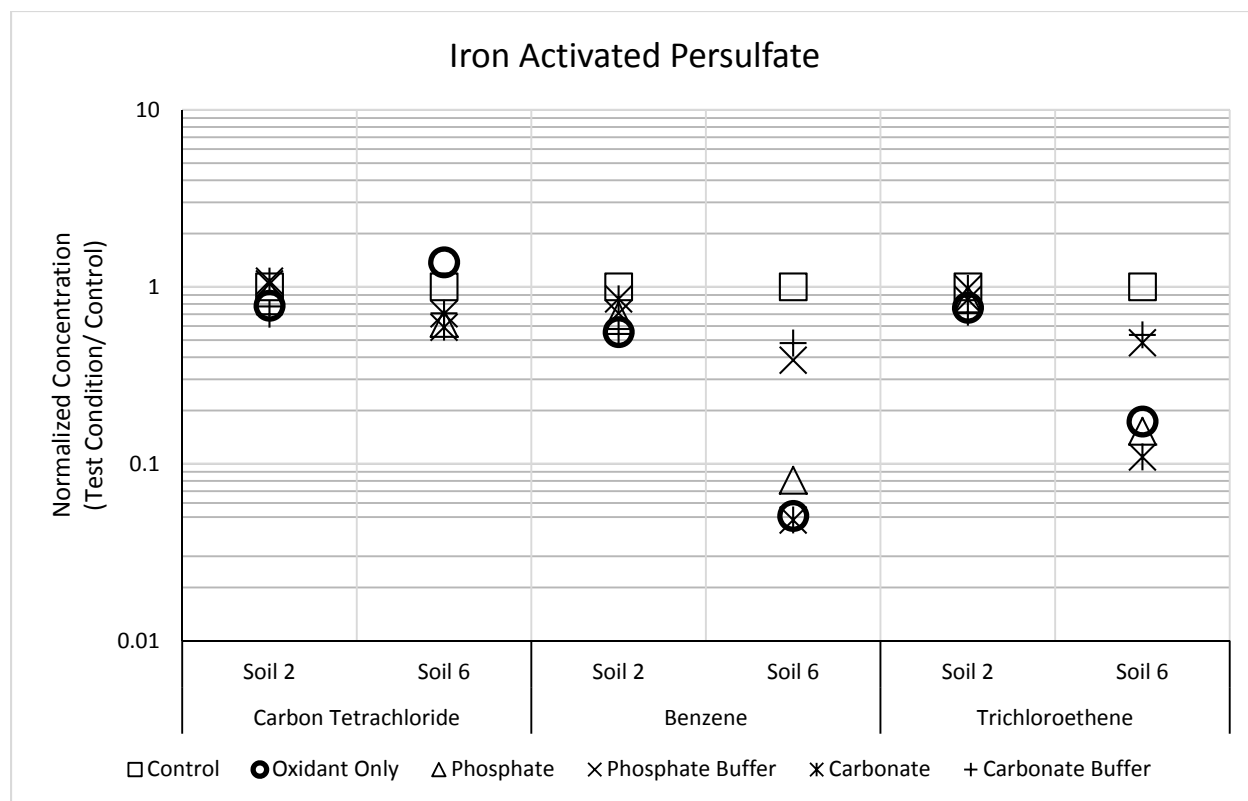 Iron Activated Persulfate
Normalized Concentration
(Test Condition/ Control)
10
1
0.1
0.01
Soil 2 Soil 6 Soil 2 Soil 6 Soil 2 Soil 6
Carbon Tetrachloride Benzene Trichloroethene
Control Oxidant Only Phosphate Phosphate Buffer Carbonate Carbonate Buffer